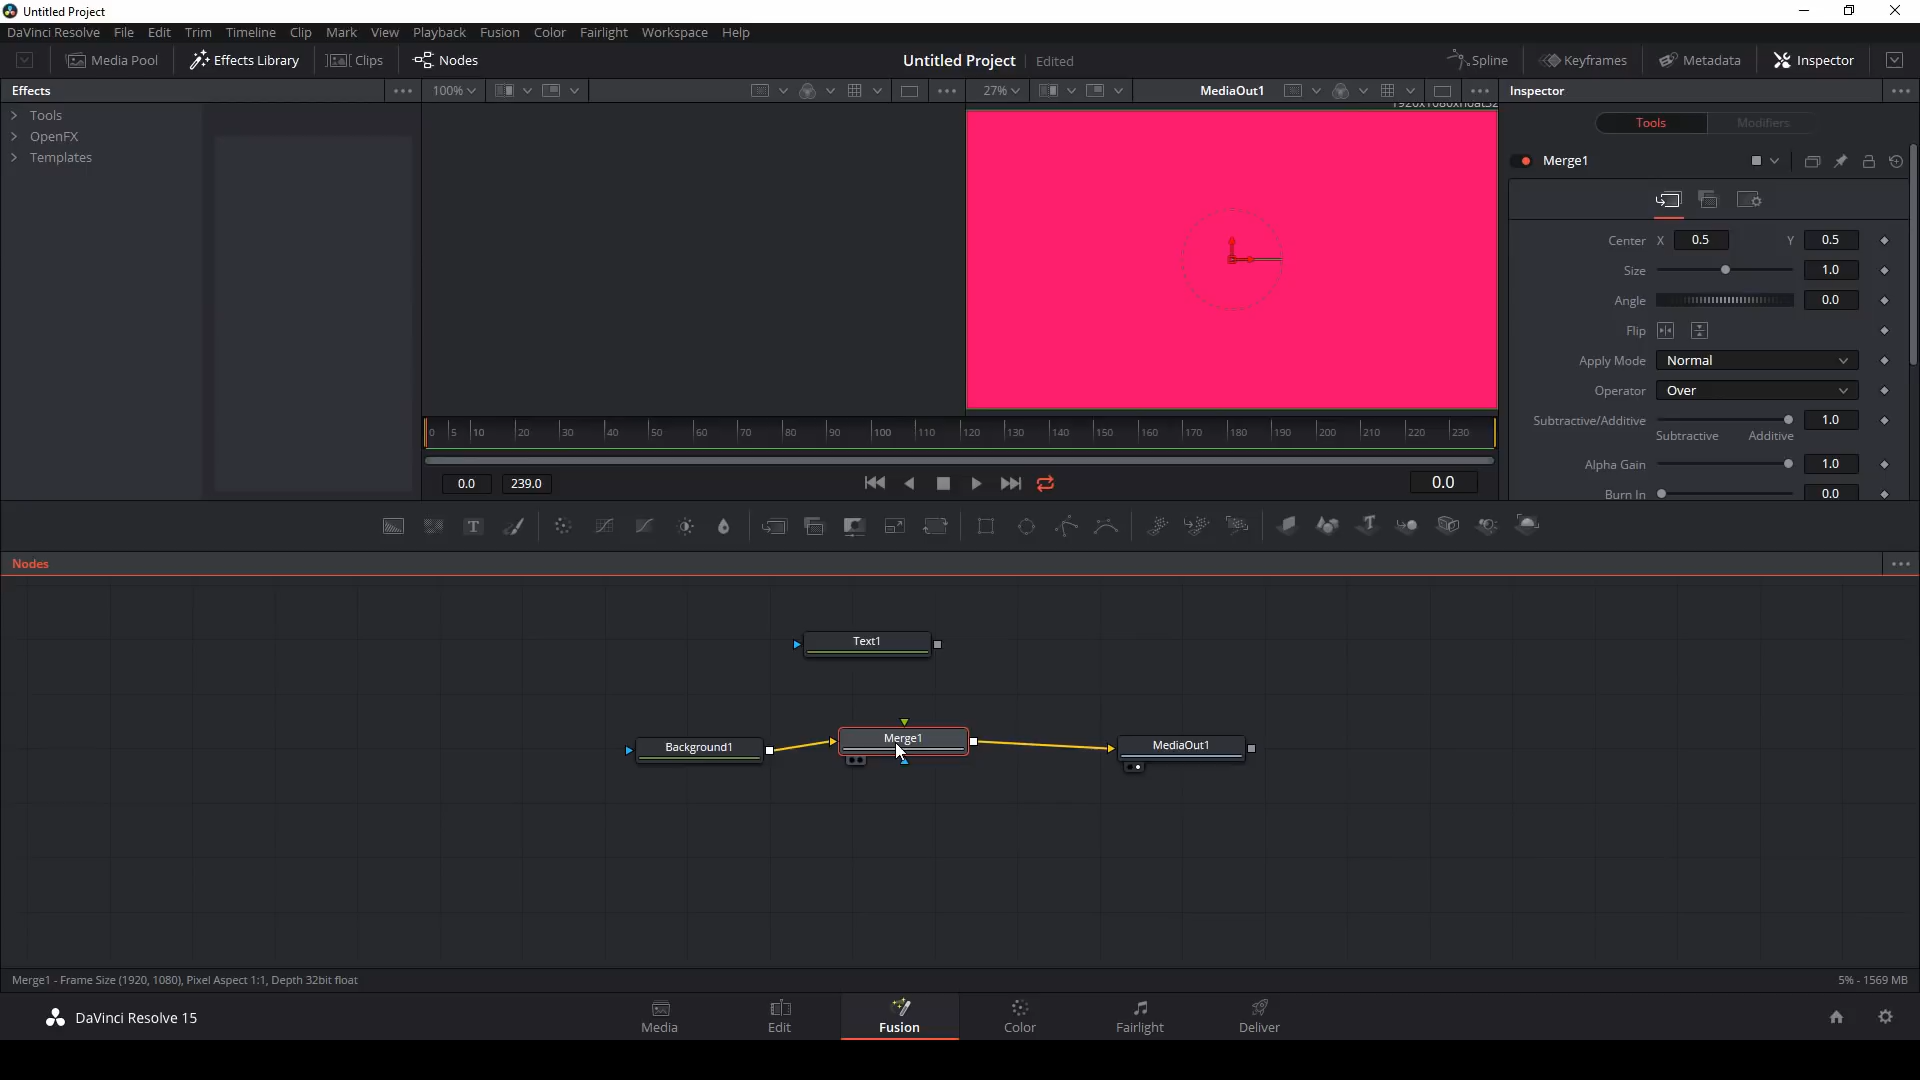 Untitled Project
DaVinci Resolve File Edit Trim Timeline Clip Mark View Playback Fusion Color Fairlight Workspace Help
Media Pool Effects Library Clips Nodes Untitled Project Edited Spline Keyframes Metadata Inspector
Effects 100% 27% MediaOut1 Inspector
1920x1080xfloat32
Tools
OpenFX
Templates
Tools Modifiers
Merge1
Center X 0.5 Y 0.5
Size 1.0
Angle 0.0
Flip
Apply Mode Normal
Operator Over
Subtractive/Additive 1.0
Subtractive Additive
Alpha Gain 1.0
Burn In 0.0
0 5 10 20 30 40 50 60 70 80 90 100 110 120 130 140 150 160 170 180 190 200 210 220 230
0.0 239.0 0.0
T T
Nodes
Text1
Background1 Merge1 MediaOut1
Merge1 - Frame Size (1920, 1080), Pixel Aspect 1:1, Depth 32bit float 5% - 1569 MB
DaVinci Resolve 15 Media Edit Fusion Color Fairlight Deliver